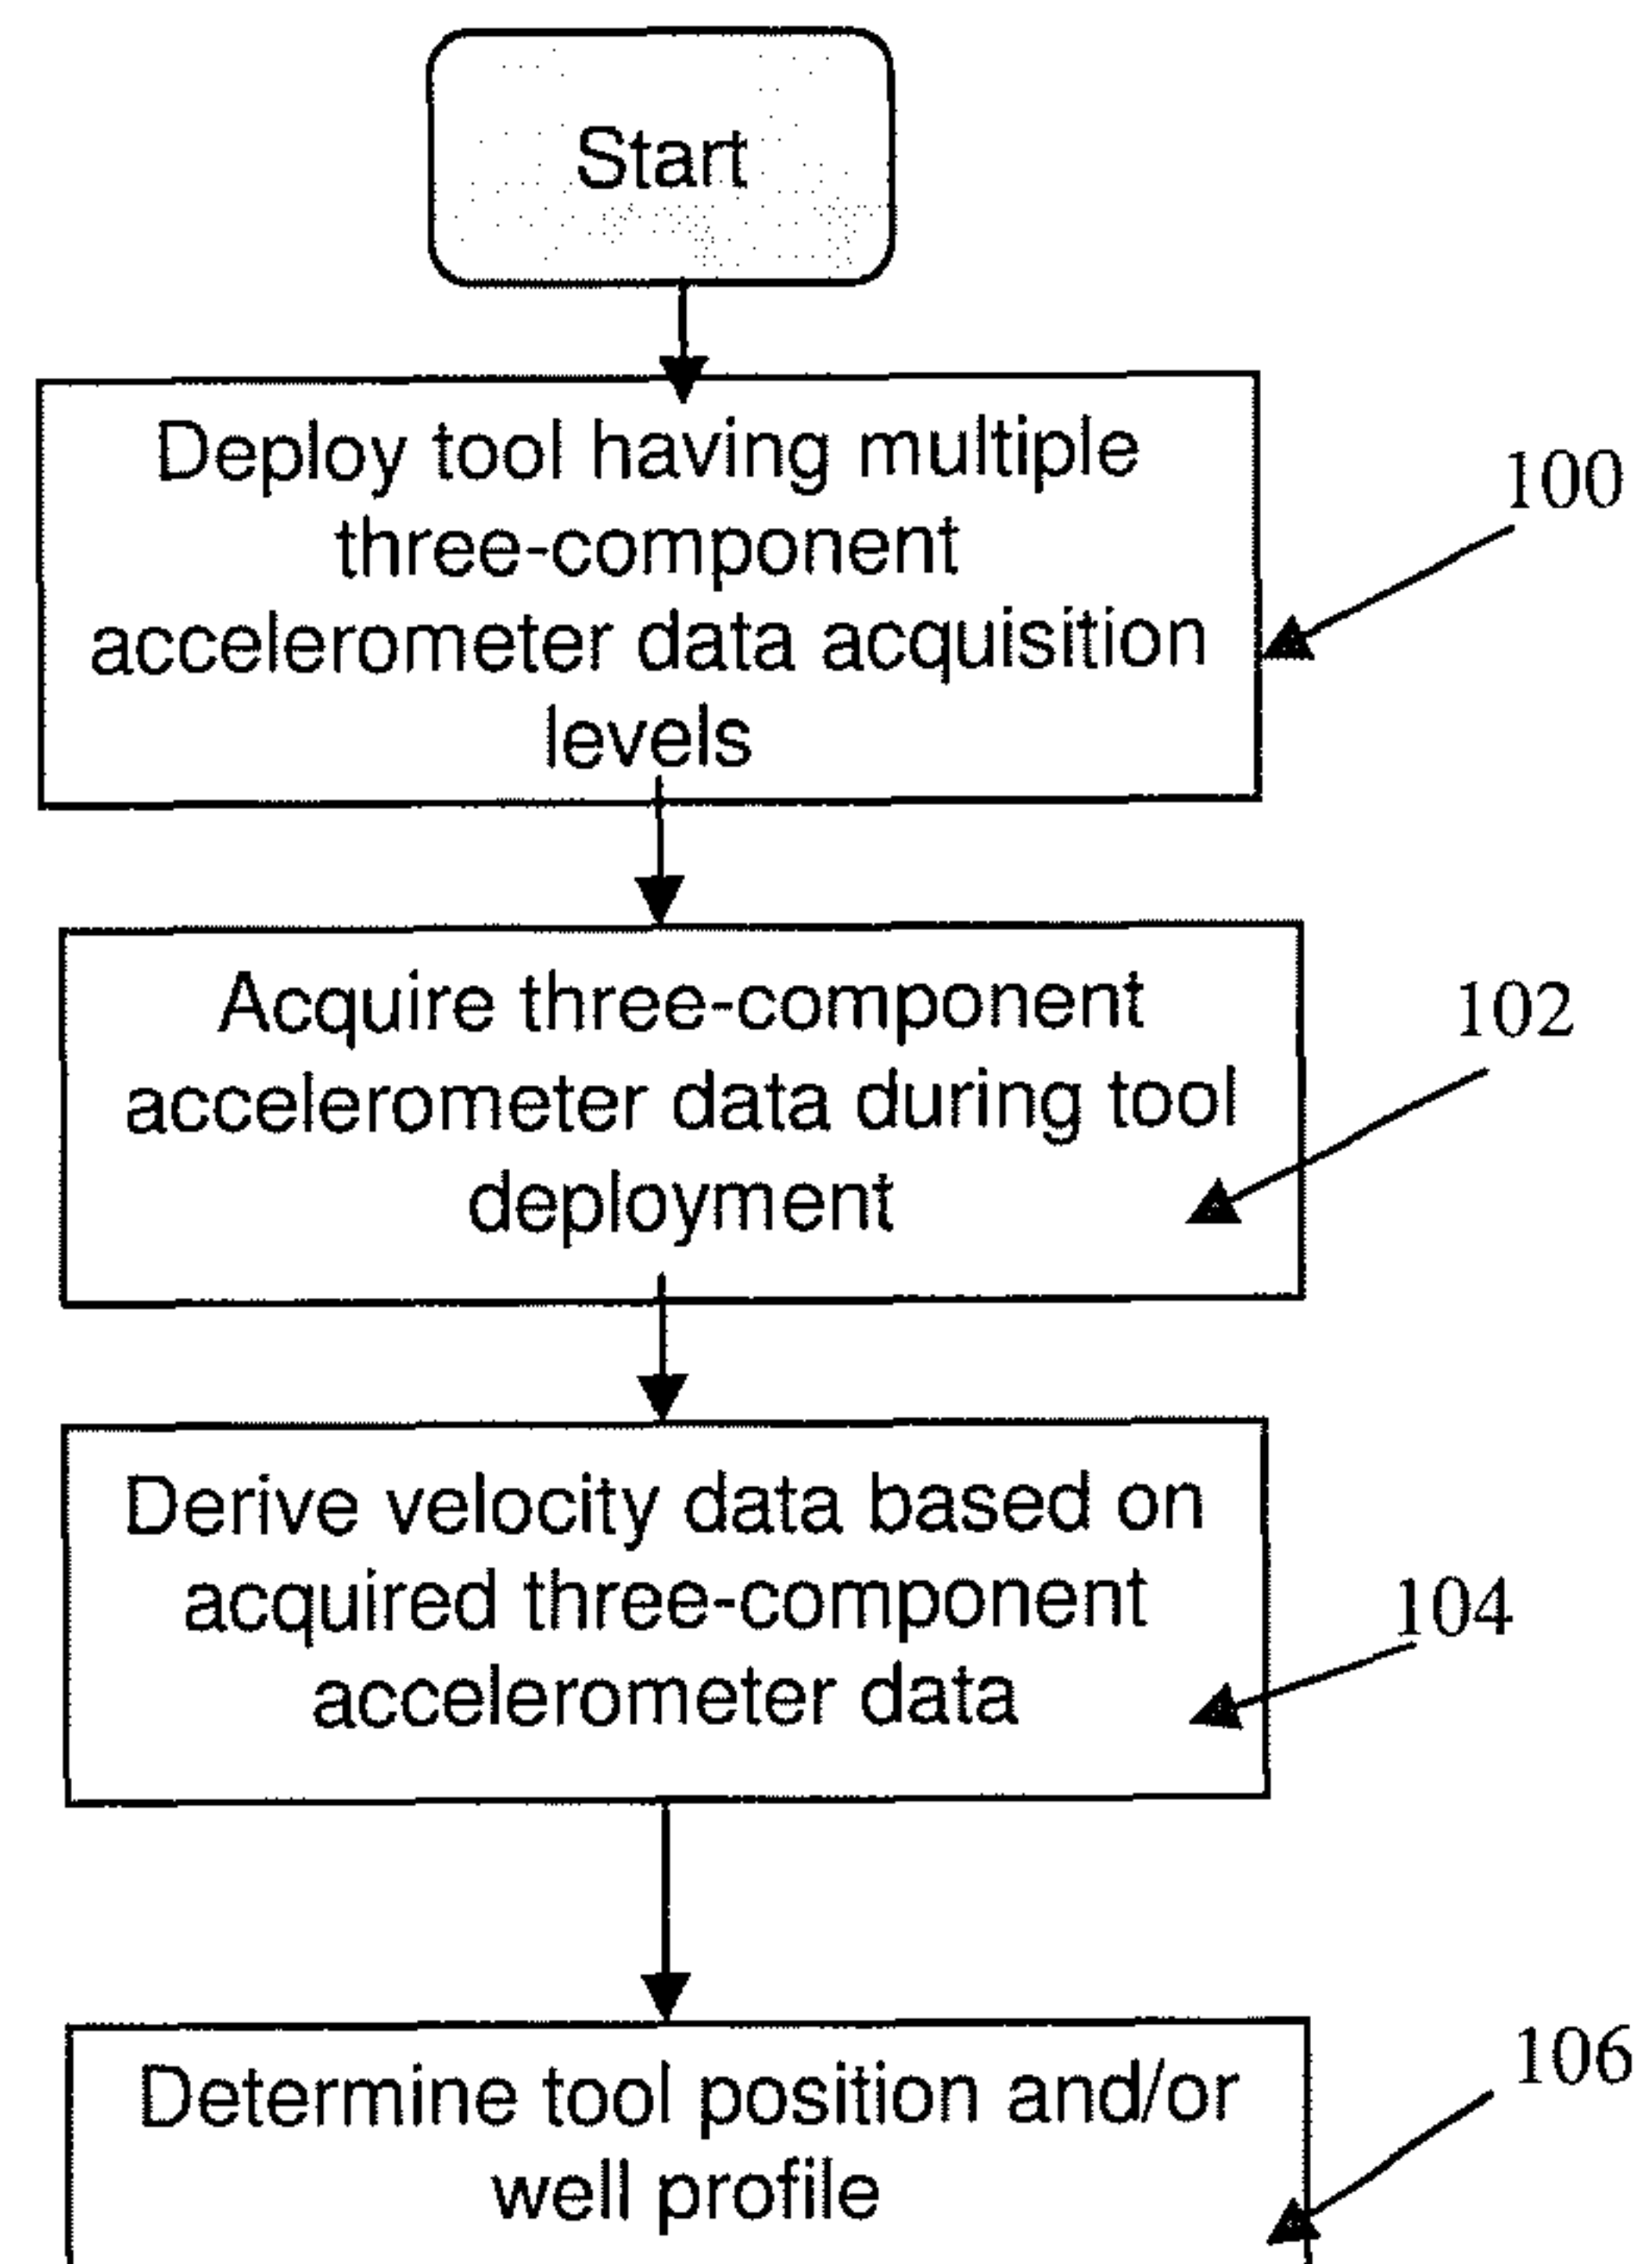 Start
Deploy tool having multiple
three-component
accelerometer data acquisition
levels
100
Acquire three-component
accelerometer data during tool
deployment
102
Derive velocity data based on
acquired three-component
accelerometer data
104
Determine tool position and/or
well profile
106